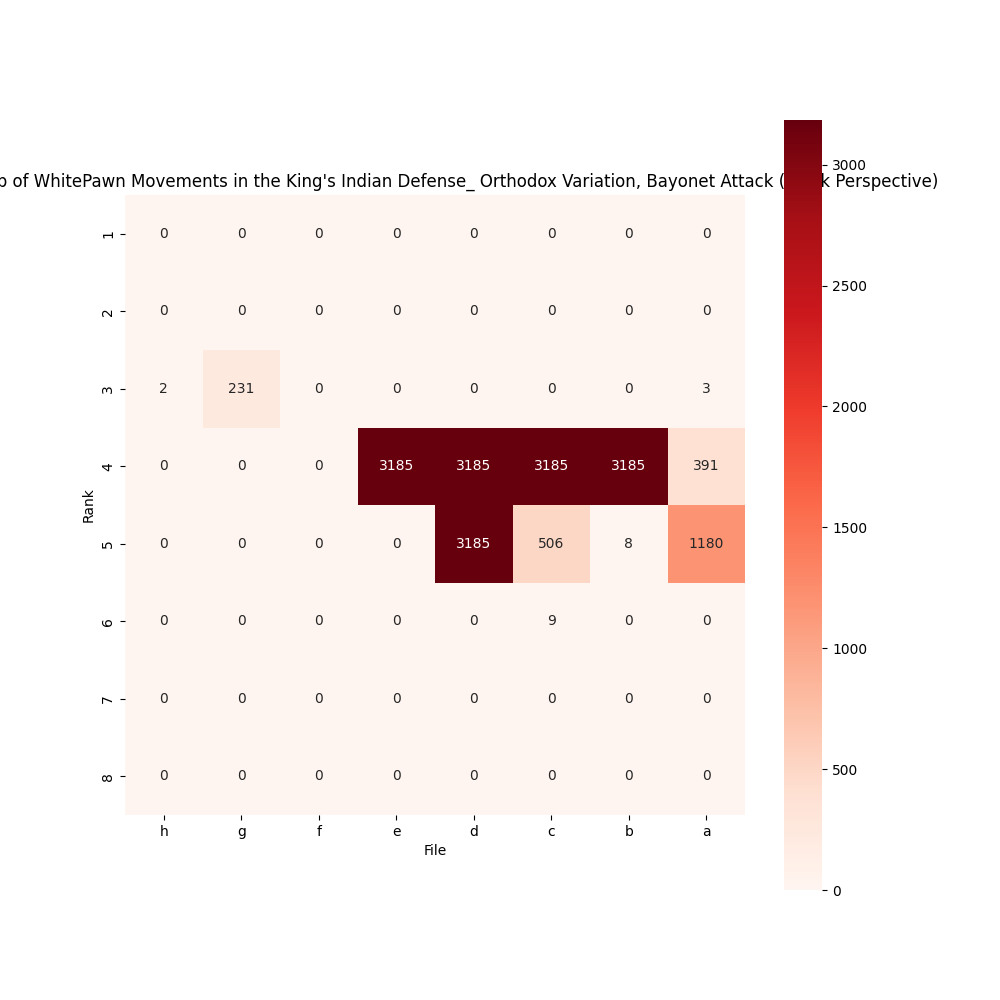 of WhitePawn Movements in the King's Indian Defense_ Orthodox Variation, Bayonet Attack ( Perspective)
3000
1 0 0 0 0 0 0 0 0
2500
2 0 0 0 0 0 0 0 0
3 2 231 0 0 0 0 0 3
2000
4 0 0 0 3185 3185 3185 3185 391
Rank
1500
5 0 0 0 0 3185 506 8 1180
6 0 0 0 0 0 9 0 0
1000
7 0 0 0 0 0 0 0 0
500
8 0 0 0 0 0 0 0 0
h g f e d c b a
File
0